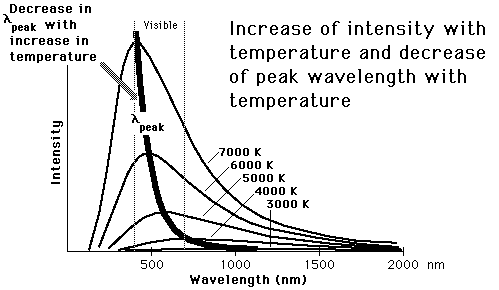 Decrease in
λpeak with
increase in
temperature
Visible
Increase of intensity with
temperature and decrease
of peak wavelength with
temperature
λpeak
7000 K
6000 K
5000 K
4000 K
3000 K
Intensity
500
1000
1500
2000 nm
Wavelength (nm)